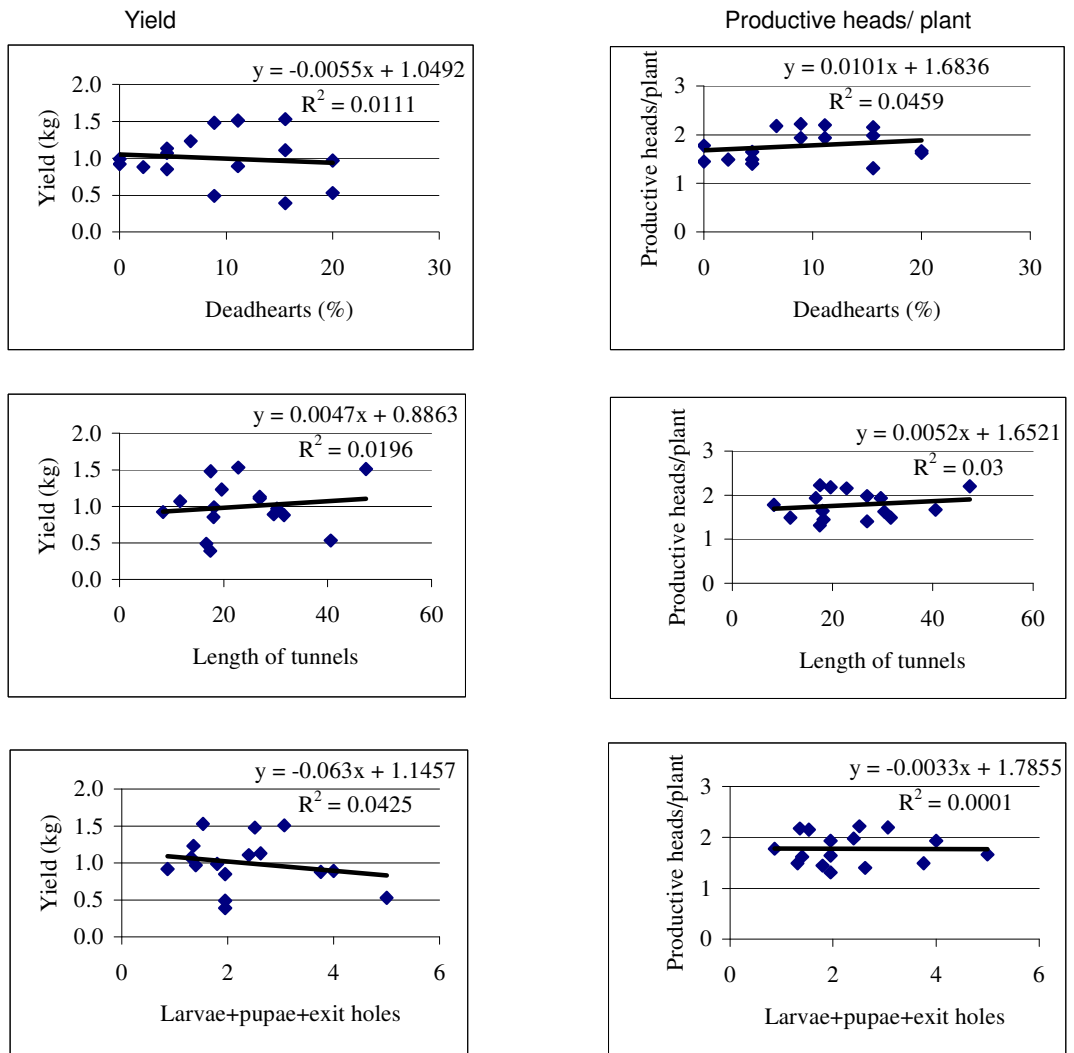 Yield
Productive heads/ plant
y = -0.0055x + 1.0492
R² = 0.0111
Yield (kg)
2.0
1.5
1.0
0.5
0.0
0 10 20 30
Deadhearts (%)
y = 0.0101x + 1.6836
R² = 0.0459
Productive heads/plant
3
2
1
0
0 10 20 30
Deadhearts (%)
y = 0.0047x + 0.8863
R² = 0.0196
Yield (kg)
2.0
1.5
1.0
0.5
0.0
0 20 40 60
Length of tunnels
y = 0.0052x + 1.6521
R² = 0.03
Productive heads/plant
3
2
1
0
0 20 40 60
Length of tunnels
y = -0.063x + 1.1457
R² = 0.0425
Yield (kg)
2.0
1.5
1.0
0.5
0.0
0 2 4 6
Larvae+pupae+exit holes
y = -0.0033x + 1.7855
R² = 0.0001
Productive heads/plant
3
2
1
0
0 2 4 6
Larvae+pupae+exit holes